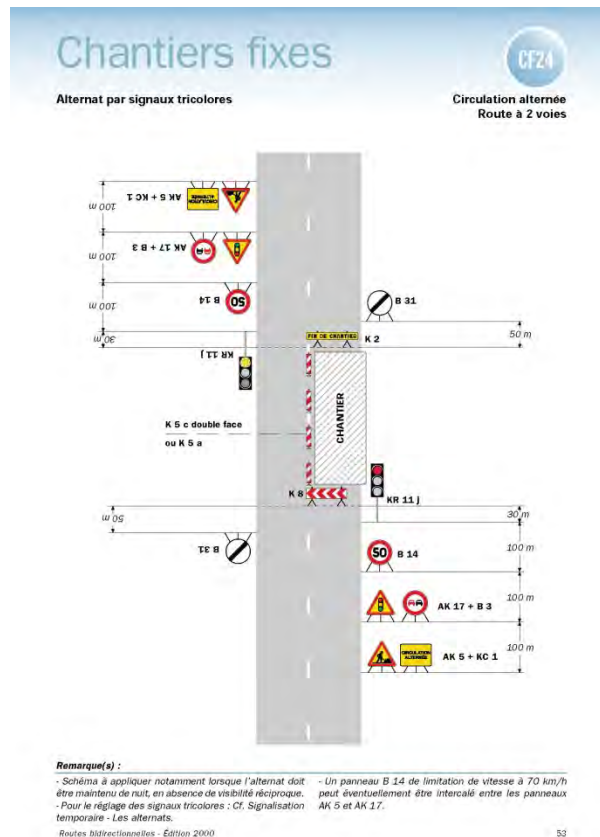 Chantiers fixes
CF24
Alternat par signaux tricolores
Circulation alternée
Route à 2 voies
AK 5 + KC 1
CIRCULATION
ALTERNÉE
100 m
AK 17 + B 3
100 m
B 14
50
100 m
30 m
KR 11 j
B 31
50 m
FIN DE CHANTIER
K 2
K 5 c double face
ou K 5 a
CHANTIER
K 8
KR 11 j
50 m
30 m
B 31
50
B 14
100 m
AK 17 + B 3
100 m
CIRCULATION
ALTERNÉE
AK 5 + KC 1
100 m
Remarque(s) :
- Schéma à appliquer notamment lorsque l'alternat doit
être maintenu de nuit, en absence de visibilité réciproque.
- Pour le réglage des signaux tricolores : Cf. Signalisation
temporaire - Les alternats.
- Un panneau B 14 de limitation de vitesse à 70 km/h
peut éventuellement être intercalé entre les panneaux
AK 5 et AK 17.
Routes bidirectionnelles - Édition 2000
53